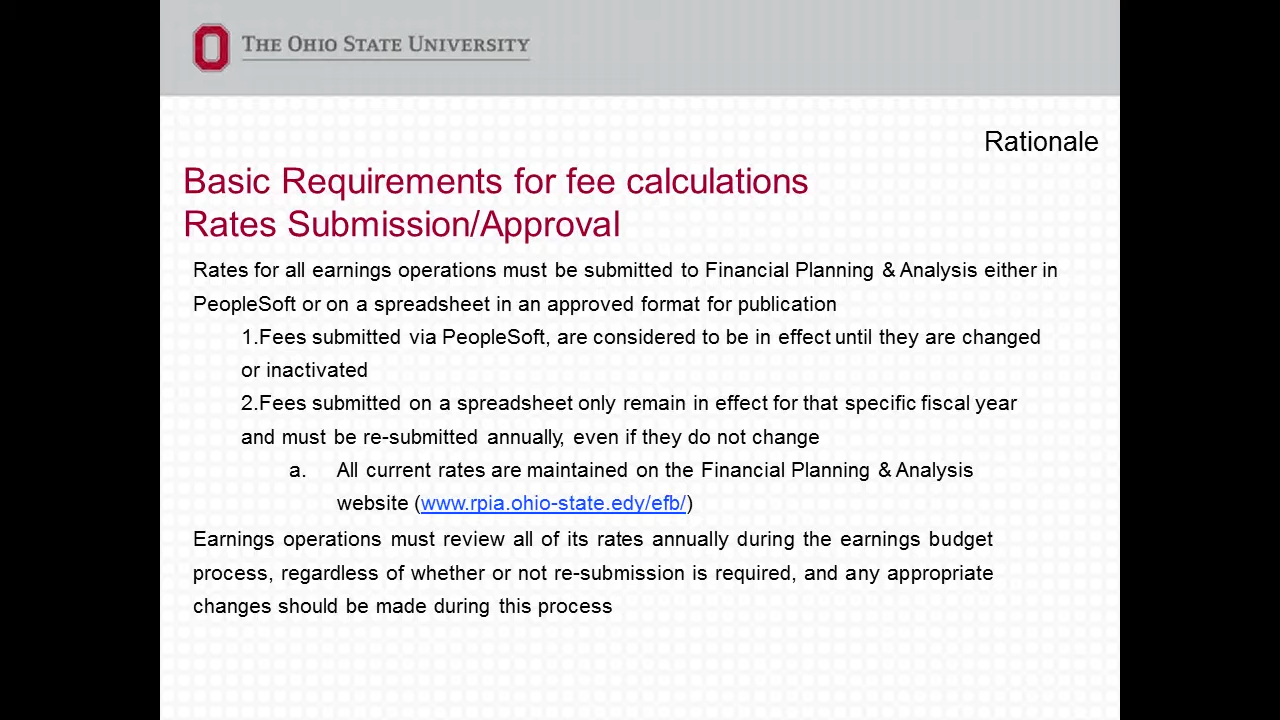 THE OHIO STATE UNIVERSITY
Rationale
Basic Requirements for fee calculations
Rates Submission/Approval
Rates for all earnings operations must be submitted to Financial Planning & Analysis either in
PeopleSoft or on a spreadsheet in an approved format for publication
1.Fees submitted via PeopleSoft, are considered to be in effect until they are changed
or inactivated
2.Fees submitted on a spreadsheet only remain in effect for that specific fiscal year
and must be re-submitted annually, even if they do not change
a. All current rates are maintained on the Financial Planning & Analysis
website (www.rpia.ohio-state.edy/efb/)
Earnings operations must review all of its rates annually during the earnings budget
process, regardless of whether or not re-submission is required, and any appropriate
changes should be made during this process